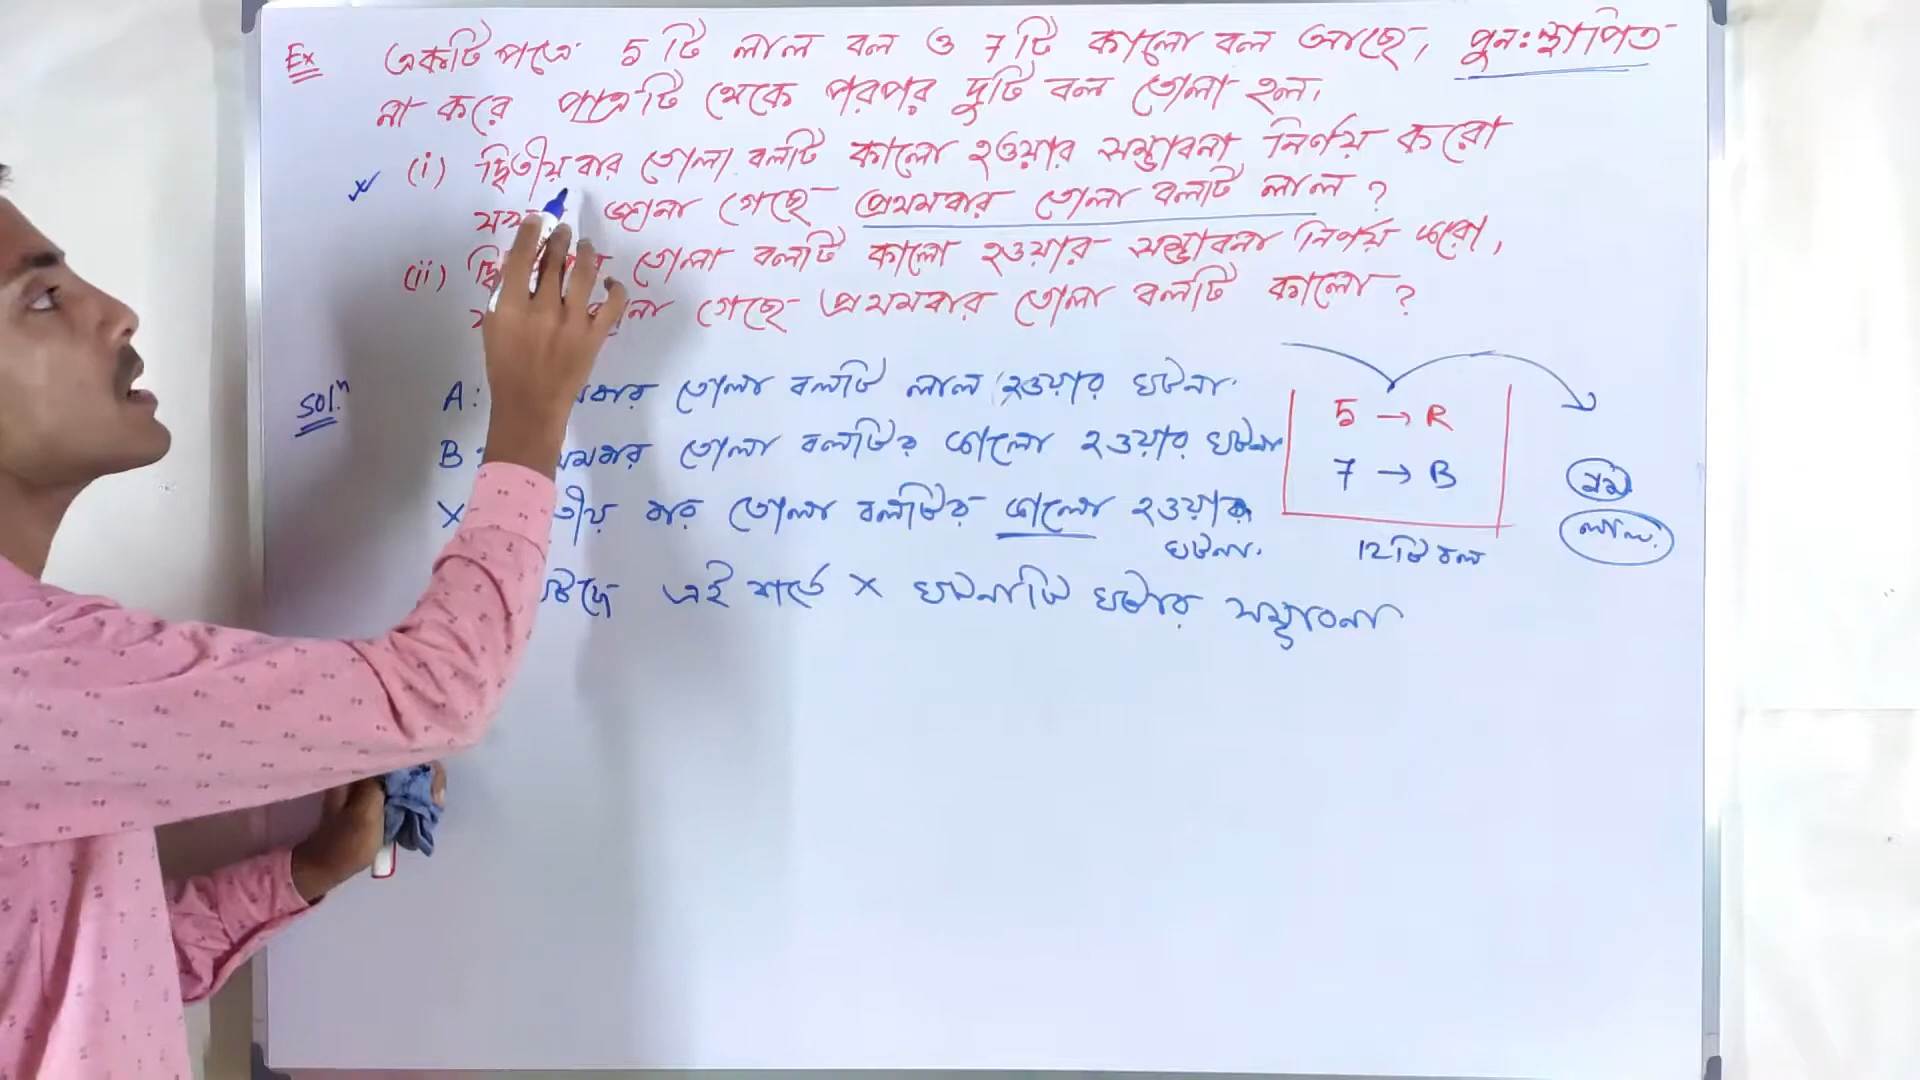 Ex একটি পাত্রে 5 টি লাল বল ও 7 টি কালো বল আছে, পুনঃস্থাপিত
না করে পাত্রটি থেকে পরপর দুটি বল তোলা হল।
(i) দ্বিতীয়বার তোলা বলটি কালো হওয়ার সম্ভাবনা নির্ণয় করো
জানা গেছে প্রথমবার তোলা বলটি লাল ?
(ii) তোলা বলটি কালো হওয়ার সম্ভাবনা নির্ণয় করো,
গেছে প্রথমবার তোলা বলটি কালো ?
Solⁿ A: তোলা বলটি লাল হওয়ার ঘটনা.
B: তোলা বলটির কালো হওয়ার ঘটনা
X বার তোলা বলটির কালো হওয়ার
ঘটনা.
এই শর্তে X ঘটনাটি ঘটার সম্ভাবনা
5 → R
7 → B
12টি বল
লাল.